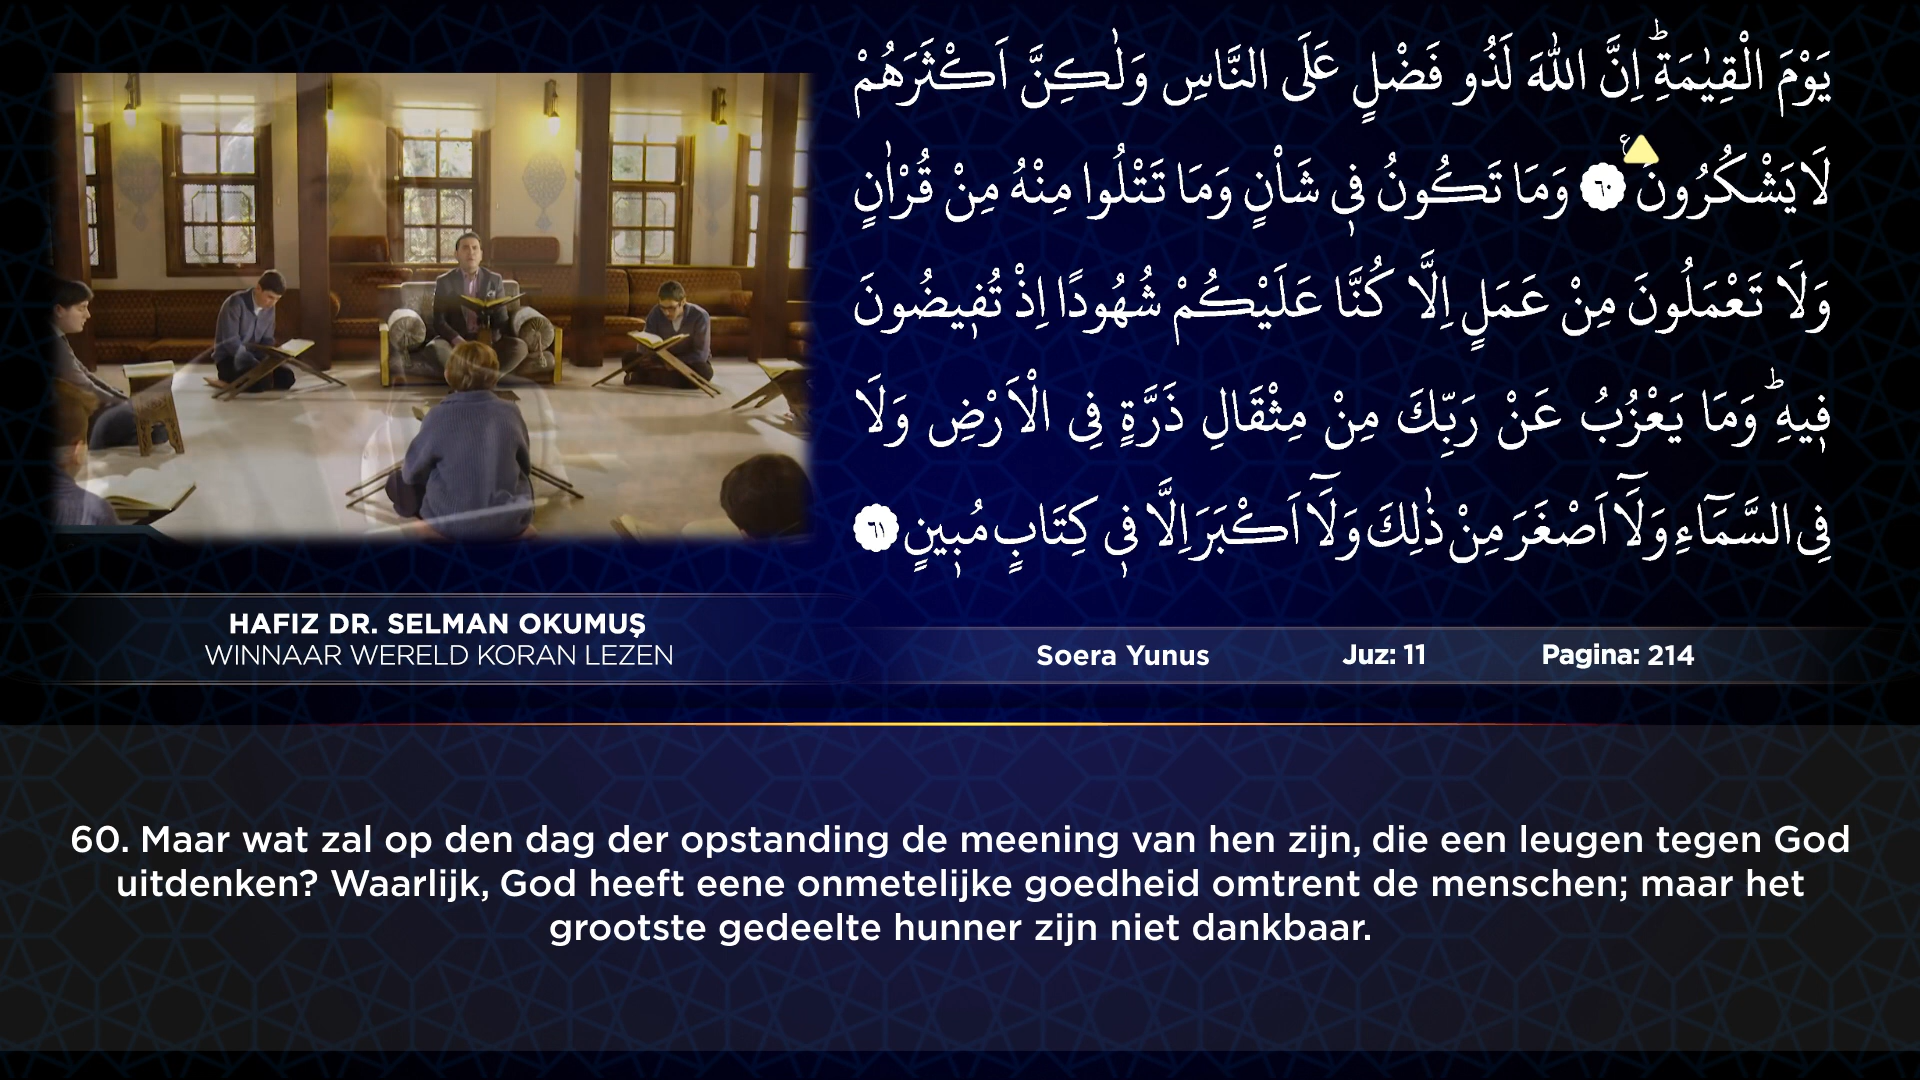 يَوْمَ الْقِيٰمَةِۜ اِنَّ اللّٰهَ لَذُو فَضْلٍ عَلَى النَّاسِ وَلٰكِنَّ اَكْثَرَهُمْ
لَا يَشْكُرُونَ ﴿٦٠﴾ وَمَا تَكُونُ ف۪ي شَاْنٍ وَمَا تَتْلُوا مِنْهُ مِنْ قُرْاٰنٍ
وَلَا تَعْمَلُونَ مِنْ عَمَلٍ اِلَّا كُنَّا عَلَيْكُمْ شُهُودًا اِذْ تُف۪يضُونَ
ف۪يهِۜ وَمَا يَعْزُبُ عَنْ رَبِّكَ مِنْ مِثْقَالِ ذَرَّةٍ فِي الْاَرْضِ وَلَا
فِي السَّمَٓاءِ وَلَٓا اَصْغَرَ مِنْ ذٰلِكَ وَلَٓا اَكْبَرَ اِلَّا ف۪ي كِتَابٍ مُب۪ينٍ ﴿٦١﴾
HAFIZ DR. SELMAN OKUMUŞ
WINNAAR WERELD KORAN LEZEN
Soera Yunus Juz: 11 Pagina: 214
60. Maar wat zal op den dag der opstanding de meening van hen zijn, die een leugen tegen God
uitdenken? Waarlijk, God heeft eene onmetelijke goedheid omtrent de menschen; maar het
grootste gedeelte hunner zijn niet dankbaar.